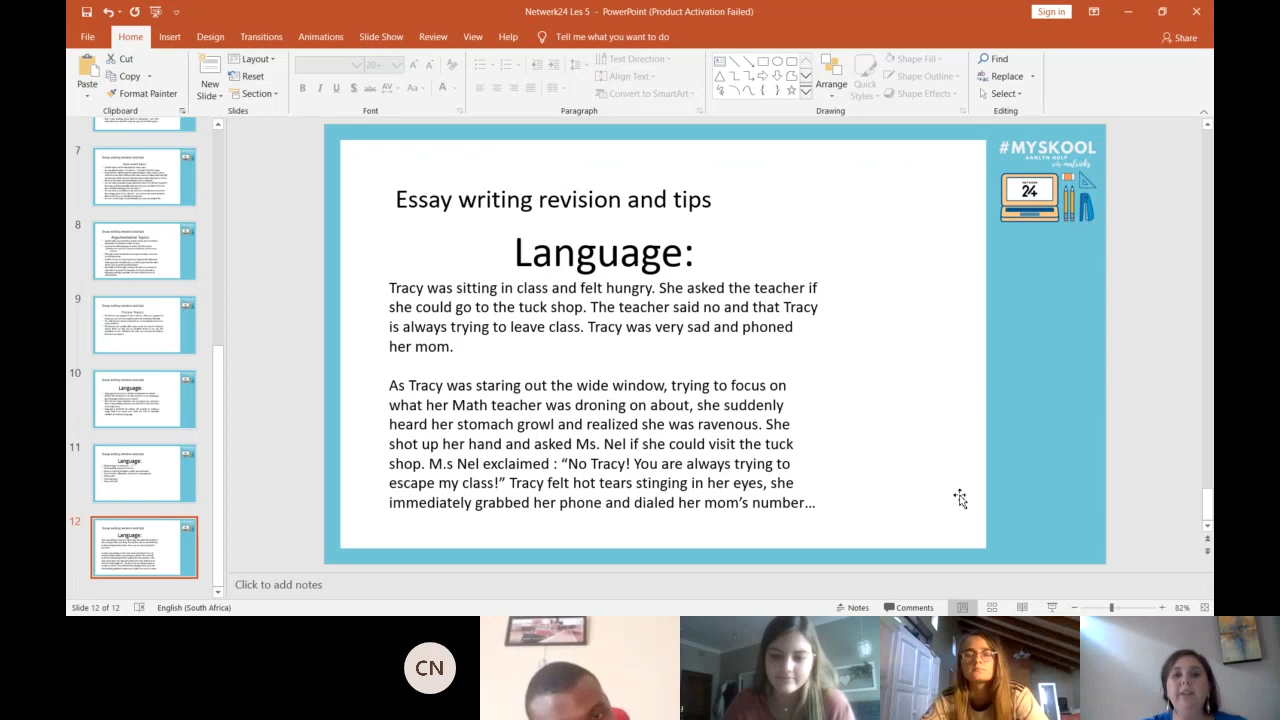 Netwerk24 Les 5 - PowerPoint (Product Activation Failed)
Sign in
File Home Insert Design Transitions Animations Slide Show Review View Help Tell me what you want to do
Share
Paste
Cut
Copy
Format Painter
Clipboard
New Slide
Layout
Reset
Section
Slides
20+
Font
Text Direction
Align Text
Convert to SmartArt
Paragraph
Arrange
Quick Styles
Shape Fill
Shape Outline
Shape Effects
Drawing
Find
Replace
Select
Editing
7
8
9
10
Language:
11
Language:
12
Language:
#MYSKOOL
AANLYN HULP
vir matrieks
NETWERK
24
Essay writing revision and tips
Language:
Tracy was sitting in class and felt hungry. She asked the teacher if
she could go to the tuck shop. The teacher said no and that Tracy
is always trying to leave class. Tracy was very sad and phoned
her mom.
As Tracy was staring out the wide window, trying to focus on
what her Math teacher was droning on about, she suddenly
heard her stomach growl and realized she was ravenous. She
shot up her hand and asked Ms. Nel if she could visit the tuck
shop. M.s Nel exclaimed : “No Tracy! You are always trying to
escape my class!” Tracy felt hot tears stinging in her eyes, she
immediately grabbed her phone and dialed her mom’s number…
Click to add notes
Slide 12 of 12 English (South Africa) Notes Comments 82%
CN